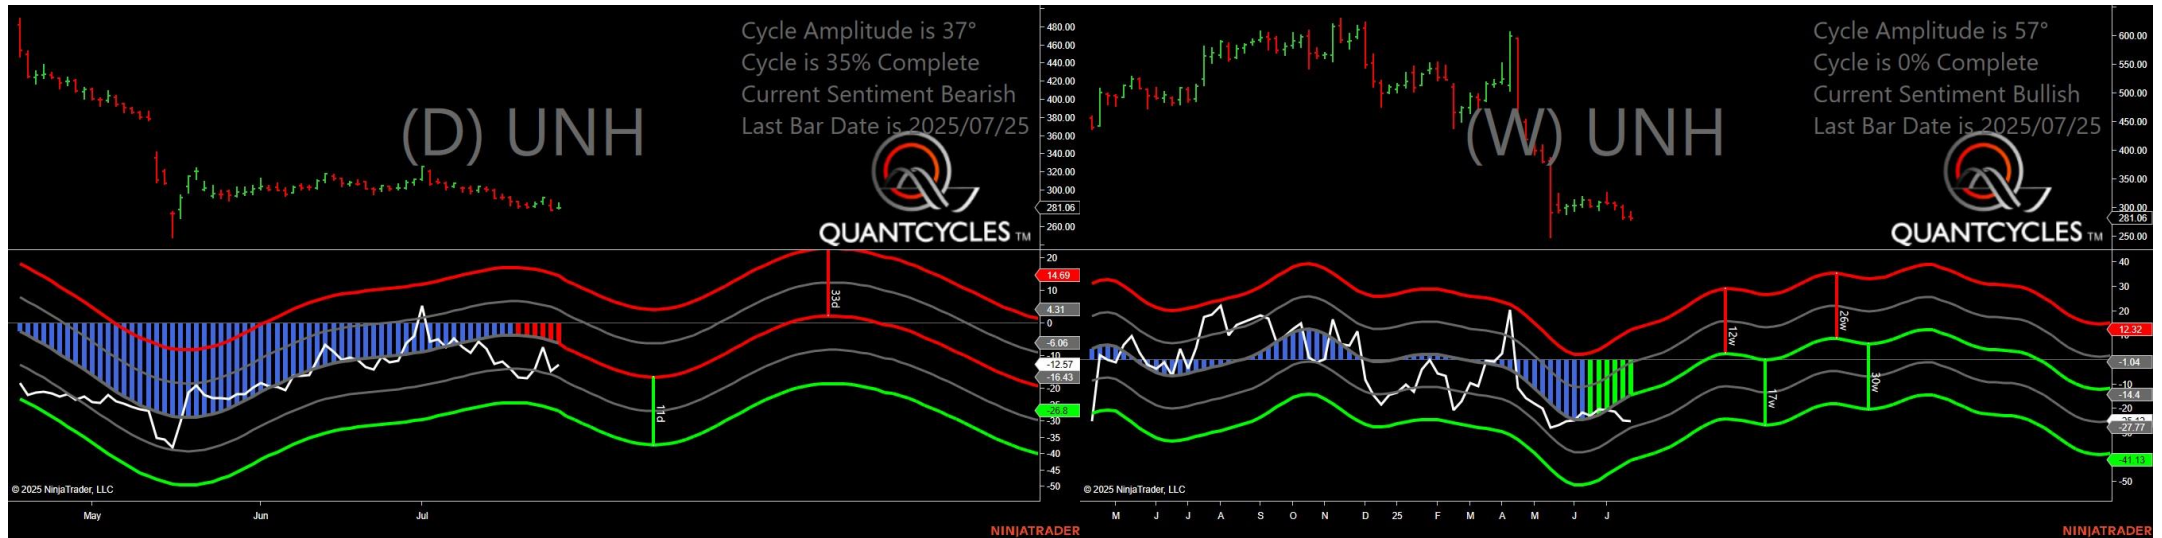 Cycle Amplitude is 37°
Cycle is 35% Complete
Current Sentiment Bearish
Last Bar Date is 2025/07/25
(D) UNH
QUANTCYCLES TM
480.00
460.00
440.00
420.00
400.00
380.00
360.00
340.00
320.00
300.00
281.06
260.00
20
14.69
10
4.31
0
-6.06
-10
-12.57
-16.43
-20
-26.8
-30
-35
-40
-45
-50
33d
11d
© 2025 NinjaTrader, LLC
May
Jun
Jul
NINJATRADER
Cycle Amplitude is 57°
Cycle is 0% Complete
Current Sentiment Bullish
Last Bar Date is 2025/07/25
(W) UNH
QUANTCYCLES TM
600.00
550.00
500.00
450.00
400.00
350.00
300.00
281.06
250.00
40
30
20
12.32
-1.04
-10
-14.4
-20
-27.77
-41.13
-50
12w
26w
17w
30w
© 2025 NinjaTrader, LLC
M
J
J
A
S
O
N
D
25
F
M
A
M
J
J
NINJATRADER